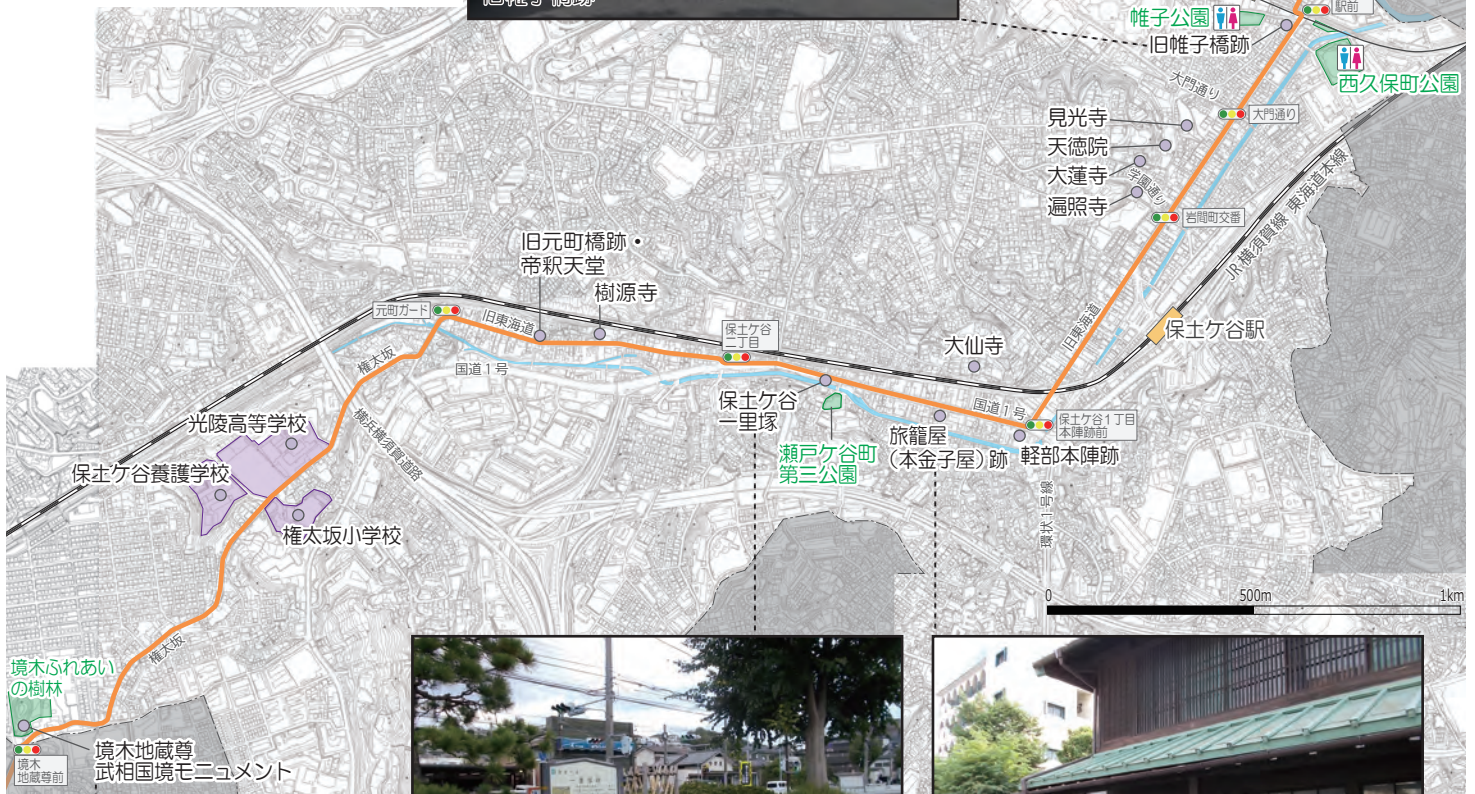 旧帷子橋跡
駅前
帷子公園
旧帷子橋跡
西久保町公園
大門通り
大門通り
見光寺
天徳院
大蓮寺
学園通り
遍照寺
岩間町交番
JR横須賀線 東海道本線
旧元町橋跡・
帝釈天堂
樹源寺
元町ガード
旧東海道
保土ケ谷
二丁目
大仙寺
旧東海道
保土ケ谷駅
権太坂
国道1号
保土ケ谷
一里塚
国道1号
保土ケ谷1丁目
本陣跡前
瀬戸ケ谷町
第三公園
旅籠屋
(本金子屋)跡
軽部本陣跡
光陵高等学校
横浜横須賀道路
保土ケ谷養護学校
権太坂小学校
環状1号線
0 500m 1km
権太坂
境木ふれあい
の樹林
境木地蔵尊
武相国境モニュメント
境木
地蔵尊前